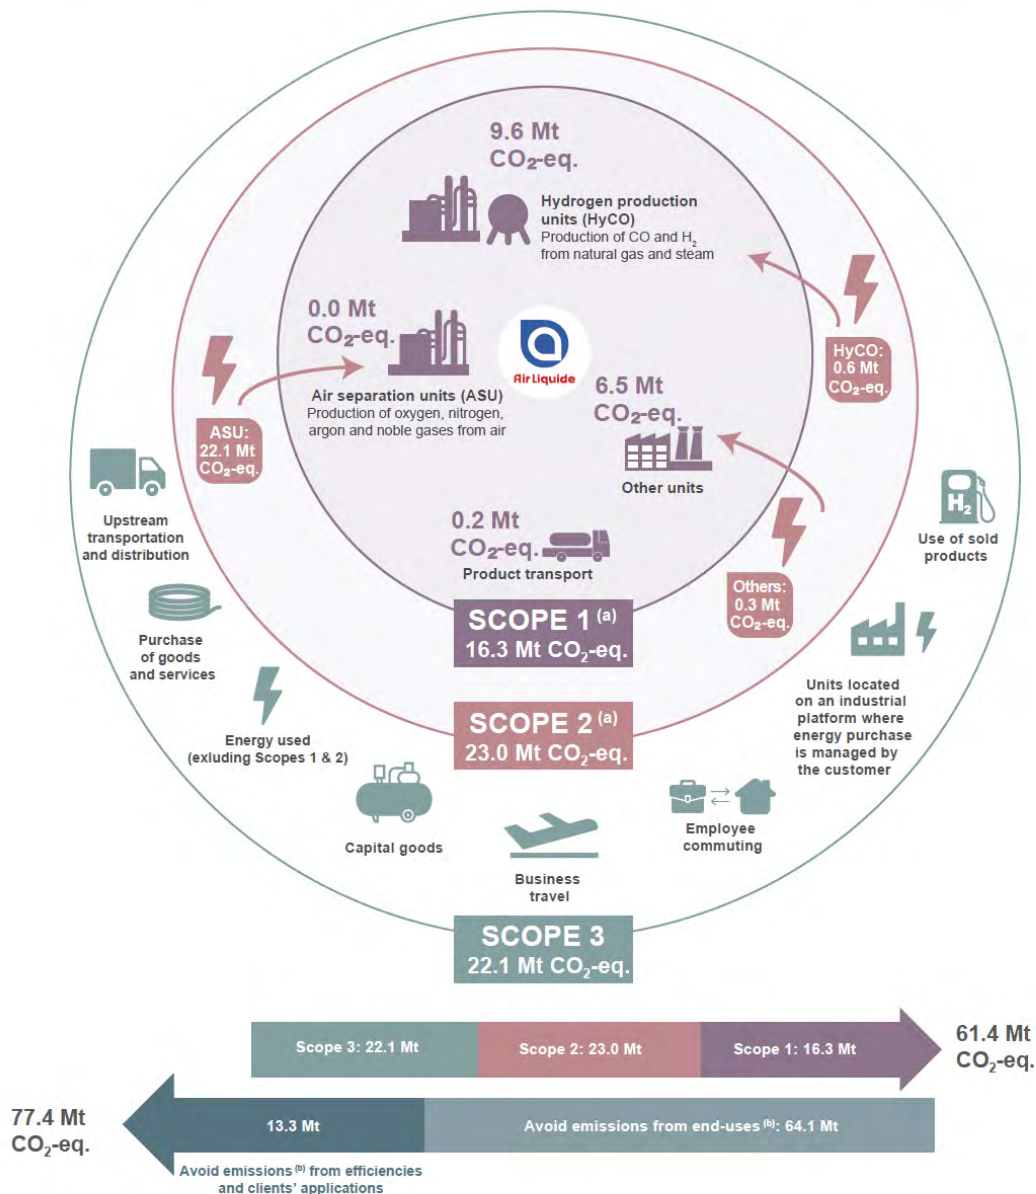 9.6 Mt
CO₂-eq.
Hydrogen production
units (HyCO)
Production of CO and H₂
from natural gas and steam
0.0 Mt
CO₂-eq.
Air Liquide
HyCO:
0.6 Mt
CO₂-eq.
Air separation units (ASU)
Production of oxygen, nitrogen,
argon and noble gases from air
6.5 Mt
CO₂-eq.
Other units
ASU:
22.1 Mt
CO₂-eq.
Upstream
transportation
and distribution
0.2 Mt
CO₂-eq.
Product transport
H₂
Use of sold
products
Others:
0.3 Mt
CO₂-eq.
SCOPE 1 (a)
16.3 Mt CO₂-eq.
Purchase
of goods
and services
Units located
on an industrial
platform where
energy purchase
is managed by
the customer
SCOPE 2 (a)
23.0 Mt CO₂-eq.
Energy used
(exluding Scopes 1 & 2)
Capital goods
Business
travel
Employee
commuting
SCOPE 3
22.1 Mt CO₂-eq.
Scope 3: 22.1 Mt
Scope 2: 23.0 Mt
Scope 1: 16.3 Mt
61.4 Mt
CO₂-eq.
77.4 Mt
CO₂-eq.
13.3 Mt
Avoid emissions from end-uses (b): 64.1 Mt
Avoid emissions (b) from efficiencies
and clients' applications